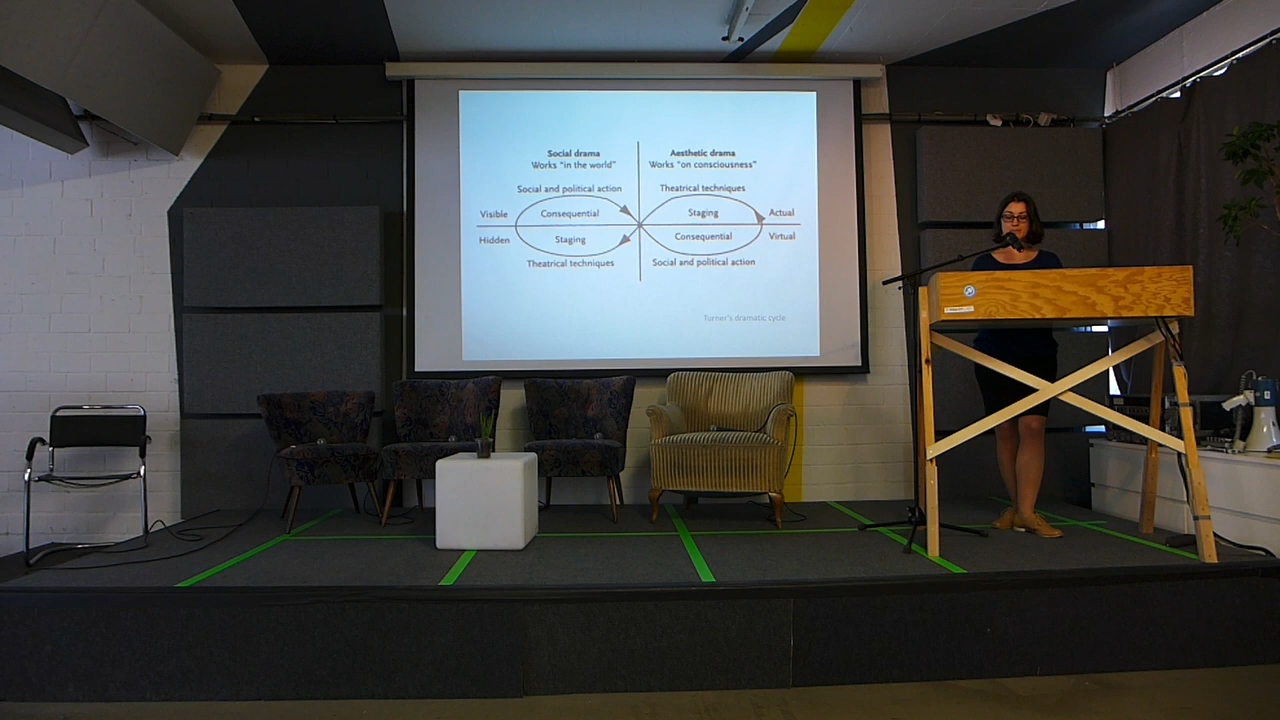 Social drama
Works "in the world"
Aesthetic drama
Works "on consciousness"
Social and political action
Theatrical techniques
Visible
Consequential
Staging
Actual
Hidden
Staging
Consequential
Virtual
Theatrical techniques
Social and political action
Turner's dramatic cycle